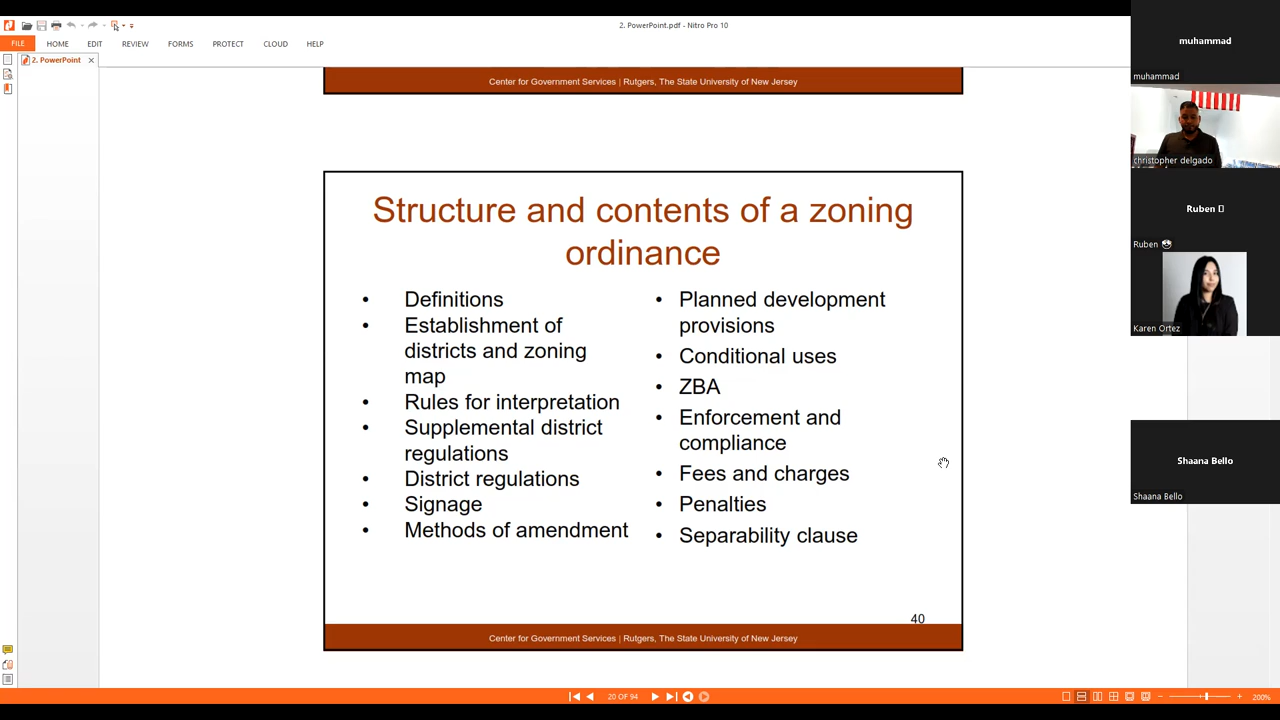 2. PowerPoint.pdf - Nitro Pro 10
FILE HOME EDIT REVIEW FORMS PROTECT CLOUD HELP
2. PowerPoint
Center for Government Services | Rutgers, The State University of New Jersey
Structure and contents of a zoning
ordinance
• Definitions
• Establishment of
districts and zoning
map
• Rules for interpretation
• Supplemental district
regulations
• District regulations
• Signage
• Methods of amendment
• Planned development
provisions
• Conditional uses
• ZBA
• Enforcement and
compliance
• Fees and charges
• Penalties
• Separability clause
40
Center for Government Services | Rutgers, The State University of New Jersey
20 OF 94
200%
muhammad
muhammad
christopher delgado
Ruben
Ruben
Karen Ortez
Shaana Bello
Shaana Bello